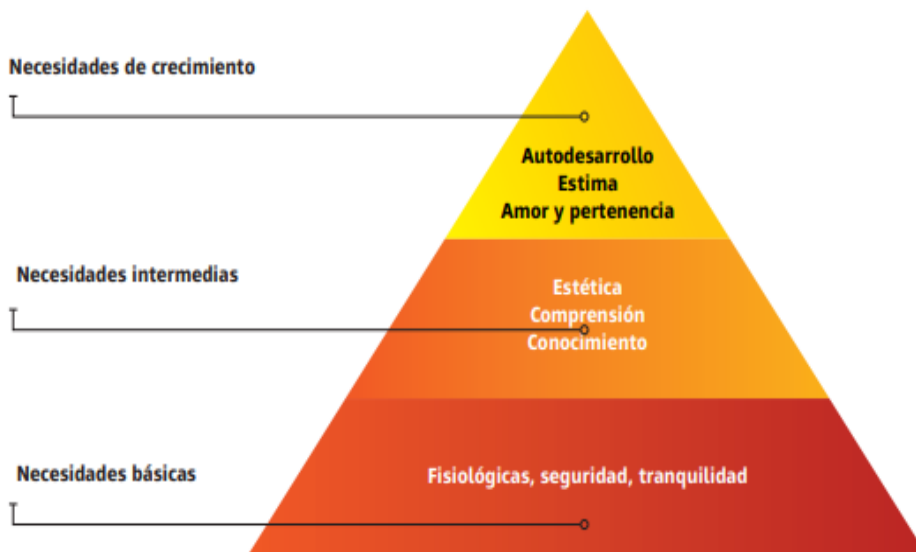 Necesidades de crecimiento
Autodesarrollo
Estima
Amor y pertenencia
Necesidades intermedias
Estética
Comprensión
Conocimiento
Necesidades básicas
Fisiológicas, seguridad, tranquilidad